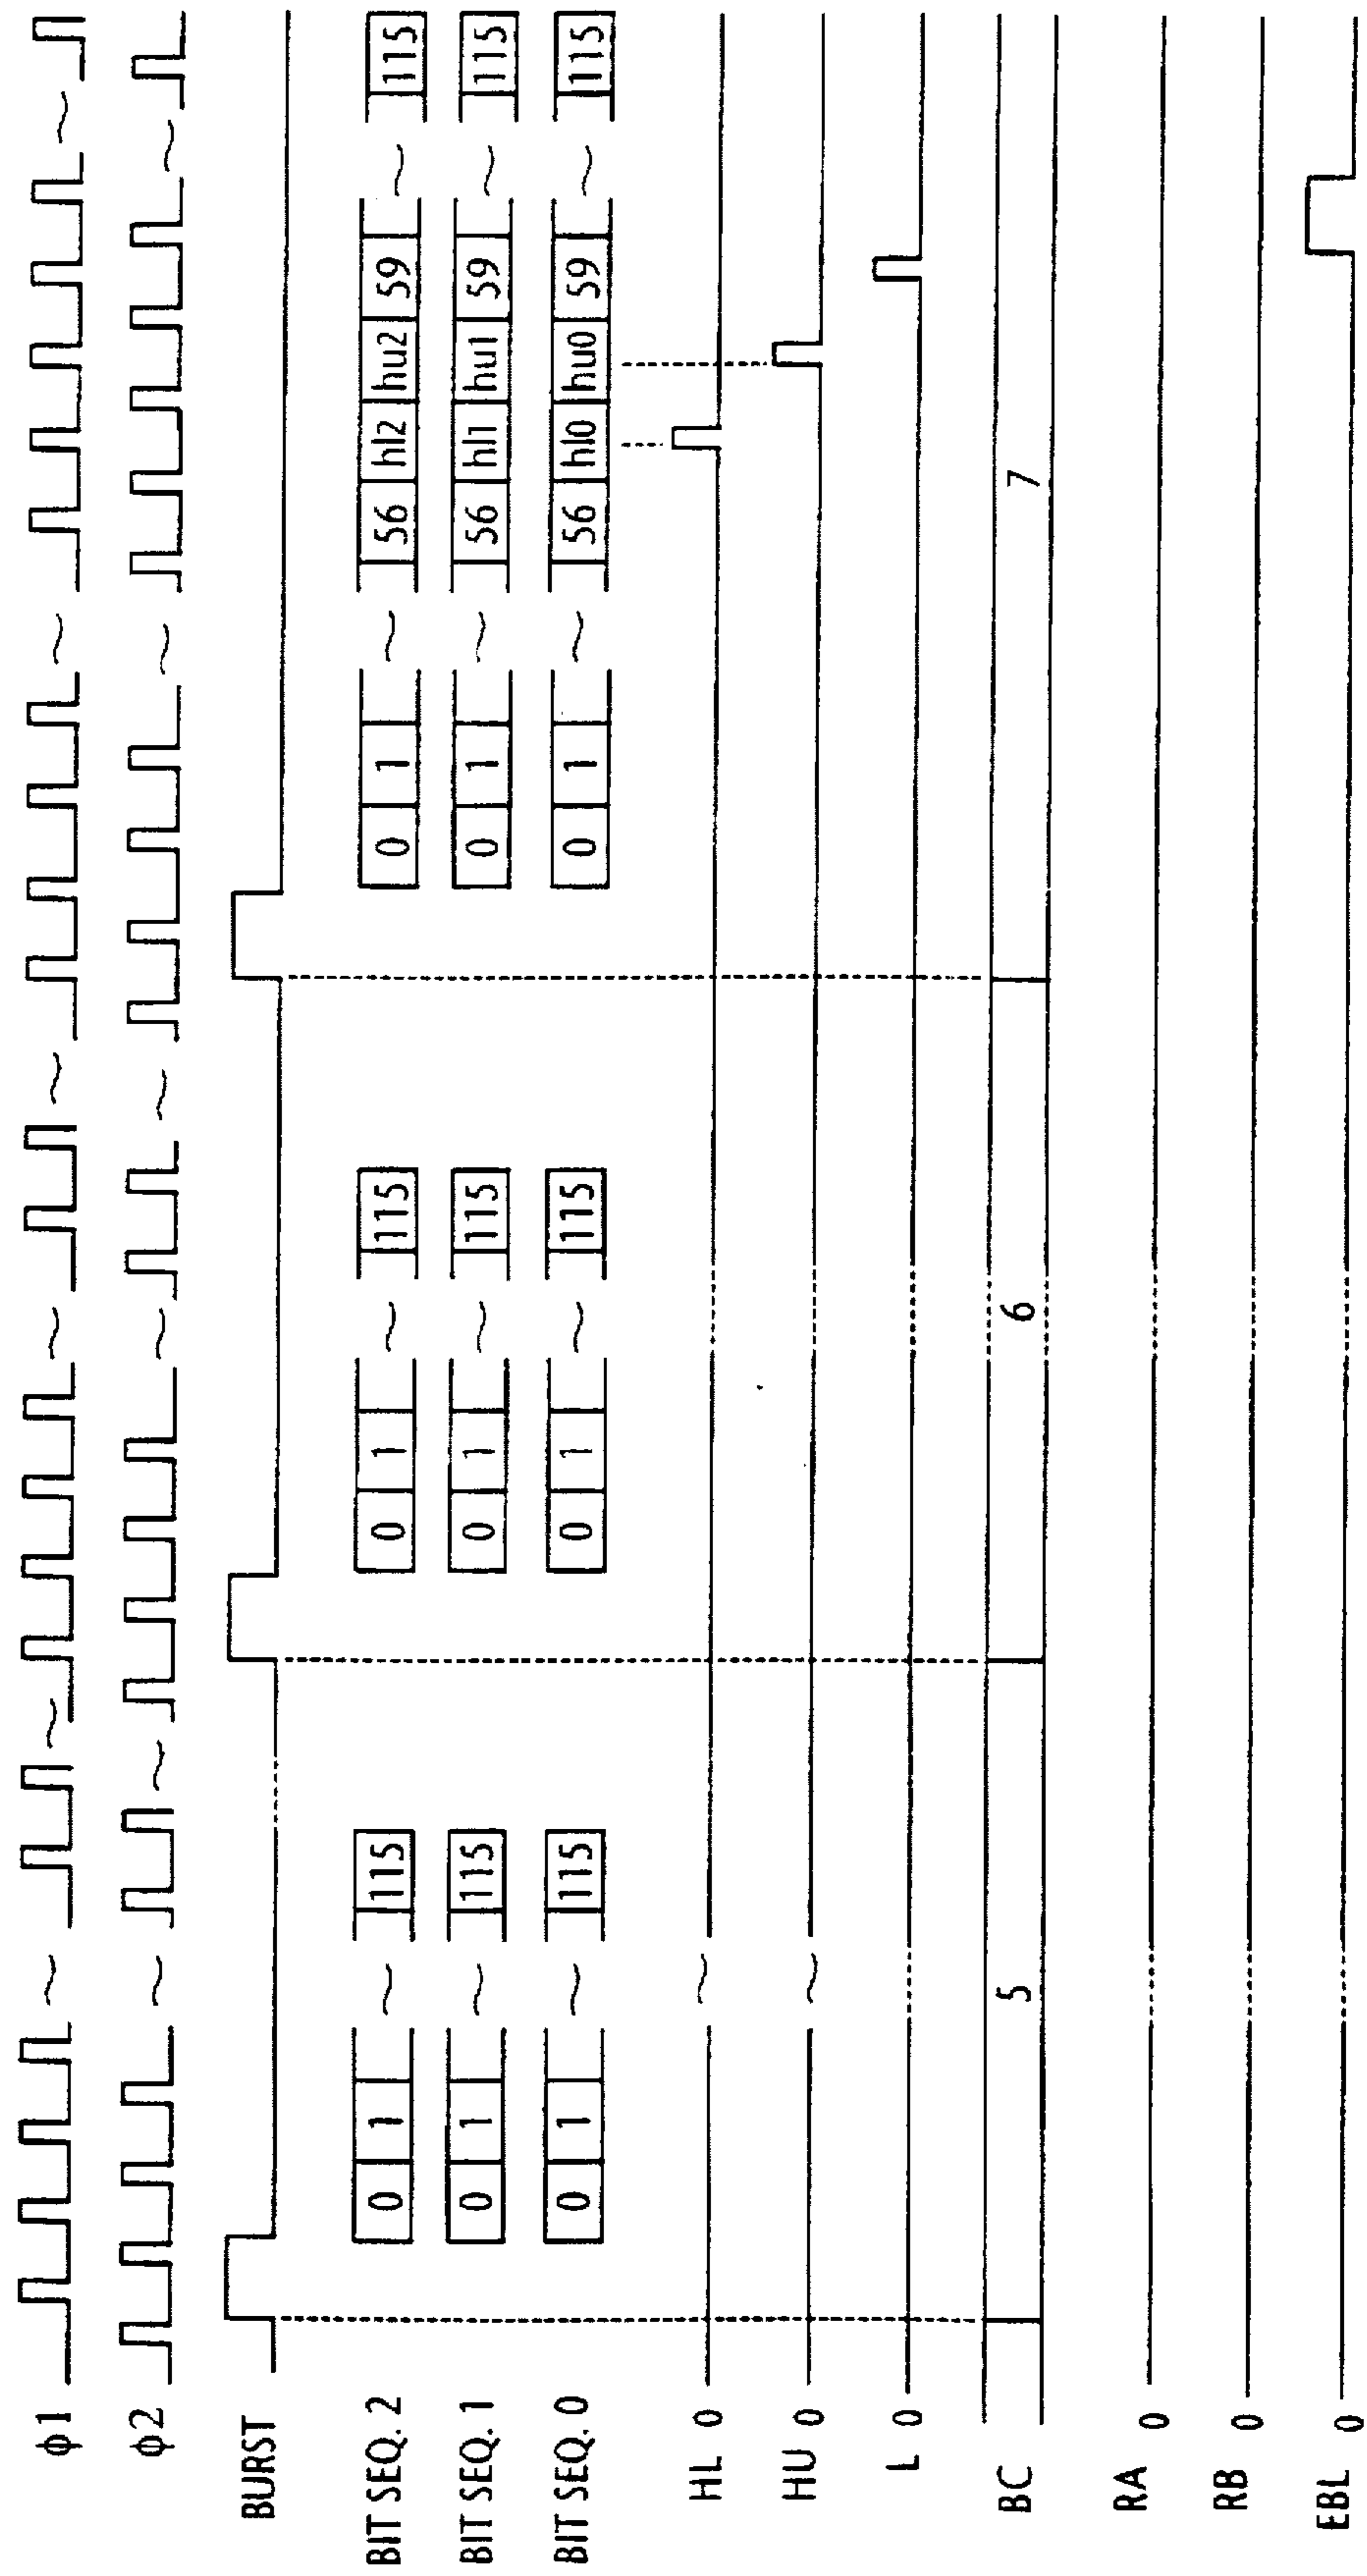 φ1
φ2
BURST
BIT SEQ. 2 0 1 ~ 115 0 1 ~ 115 0 1 ~ 56 hl2 hu2 59 ~ 115
BIT SEQ. 1 0 1 ~ 115 0 1 ~ 115 0 1 ~ 56 hl1 hu1 59 ~ 115
BIT SEQ. 0 0 1 ~ 115 0 1 ~ 115 0 1 ~ 56 hl0 hu0 59 ~ 115
HL 0
HU 0
L 0
BC 5 6 7
RA 0
RB 0
EBL 0